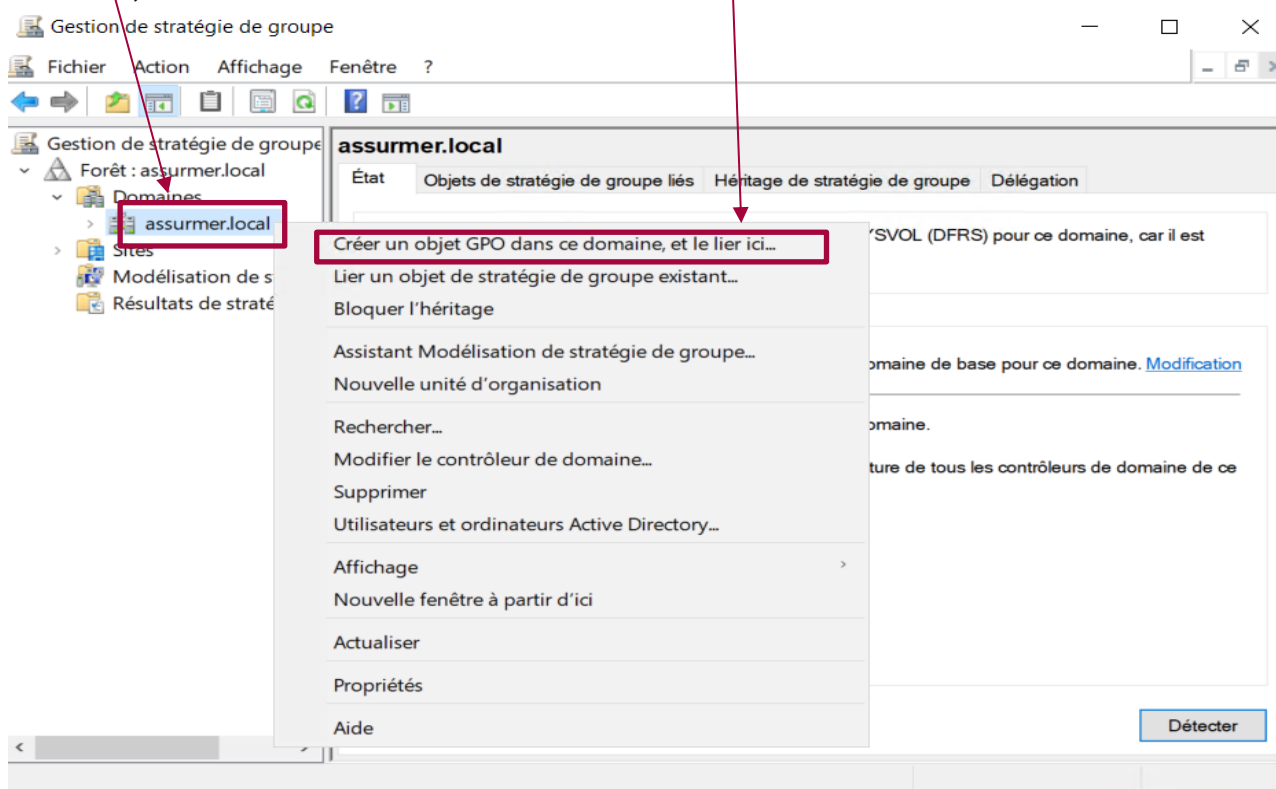 Gestion de stratégie de groupe
Fichier Action Affichage Fenêtre ?
Gestion de stratégie de groupe
Forêt : assurmer.local
Domaines
assurmer.local
Sites
Modélisation de s
Résultats de straté
assurmer.local
État Objets de stratégie de groupe liés Héritage de stratégie de groupe Délégation
YSVOL (DFRS) pour ce domaine, car il est
omaine de base pour ce domaine. Modification
omaine.
ture de tous les contrôleurs de domaine de ce
Créer un objet GPO dans ce domaine, et le lier ici...
Lier un objet de stratégie de groupe existant...
Bloquer l'héritage
Assistant Modélisation de stratégie de groupe...
Nouvelle unité d'organisation
Rechercher...
Modifier le contrôleur de domaine...
Supprimer
Utilisateurs et ordinateurs Active Directory...
Affichage
Nouvelle fenêtre à partir d'ici
Actualiser
Propriétés
Aide
Détecter